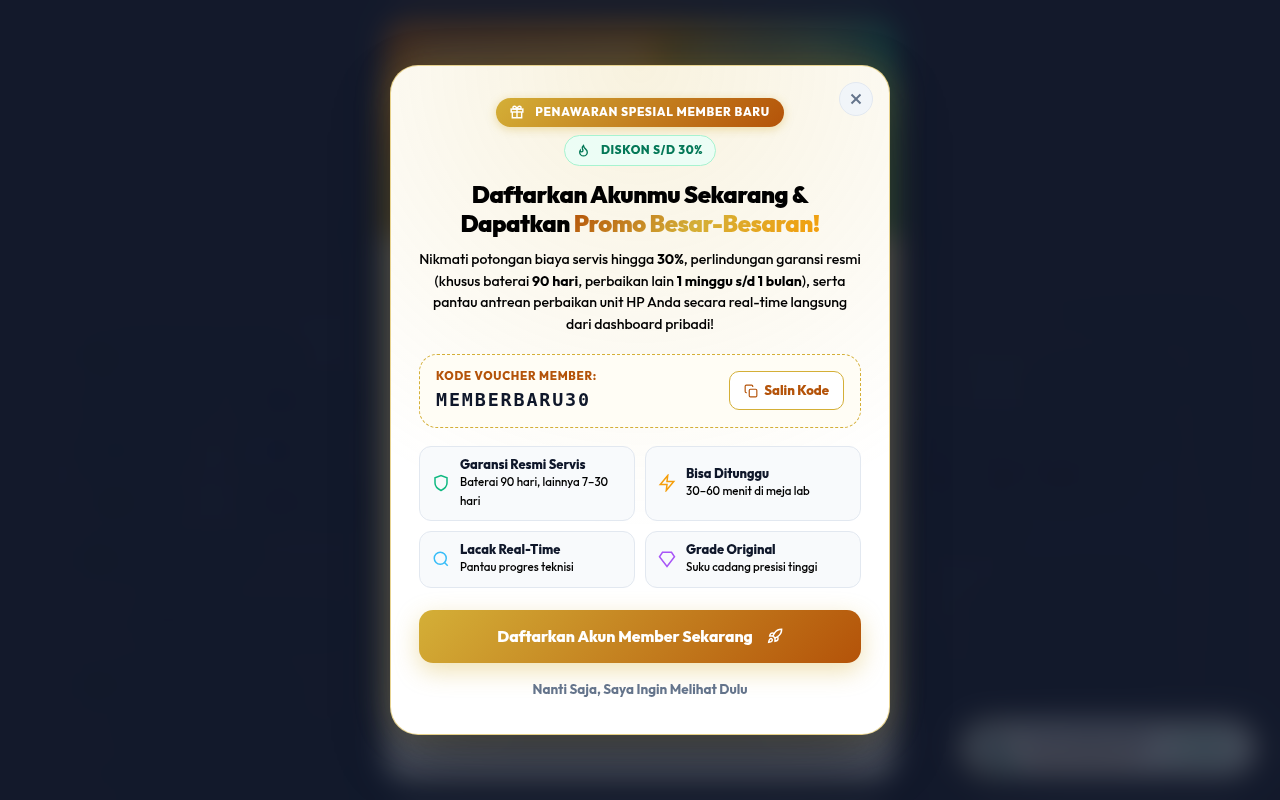 PENAWARAN SPESIAL MEMBER BARU
DISKON S/D 30%
Daftarkan Akunmu Sekarang &
Dapatkan Promo Besar-Besaran!
Nikmati potongan biaya servis hingga 30%, perlindungan garansi resmi
(khusus baterai 90 hari, perbaikan lain 1 minggu s/d 1 bulan), serta
pantau antrean perbaikan unit HP Anda secara real-time langsung
dari dashboard pribadi!
KODE VOUCHER MEMBER:
MEMBERBARU30
Salin Kode
Garansi Resmi Servis
Baterai 90 hari, lainnya 7–30
hari
Bisa Ditunggu
30–60 menit di meja lab
Lacak Real-Time
Pantau progres teknisi
Grade Original
Suku cadang presisi tinggi
Daftarkan Akun Member Sekarang
Nanti Saja, Saya Ingin Melihat Dulu